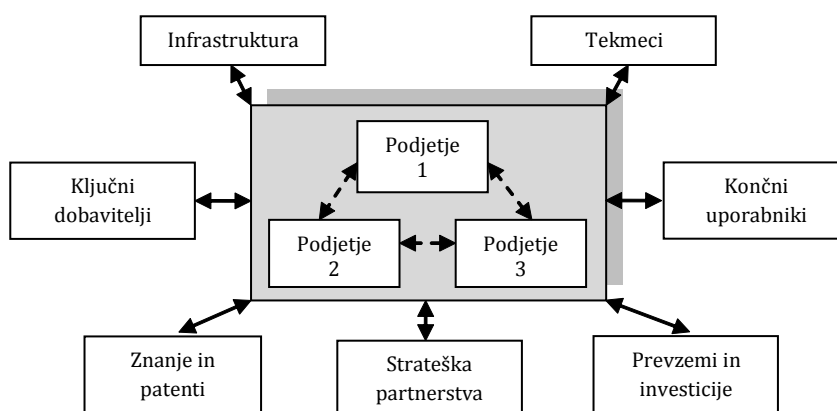 Infrastruktura
Tekmeci
Podjetje
1
Ključni
dobavitelji
Končni
uporabniki
Podjetje
2
Podjetje
3
Znanje in
patenti
Strateška
partnerstva
Prevzemi in
investicije